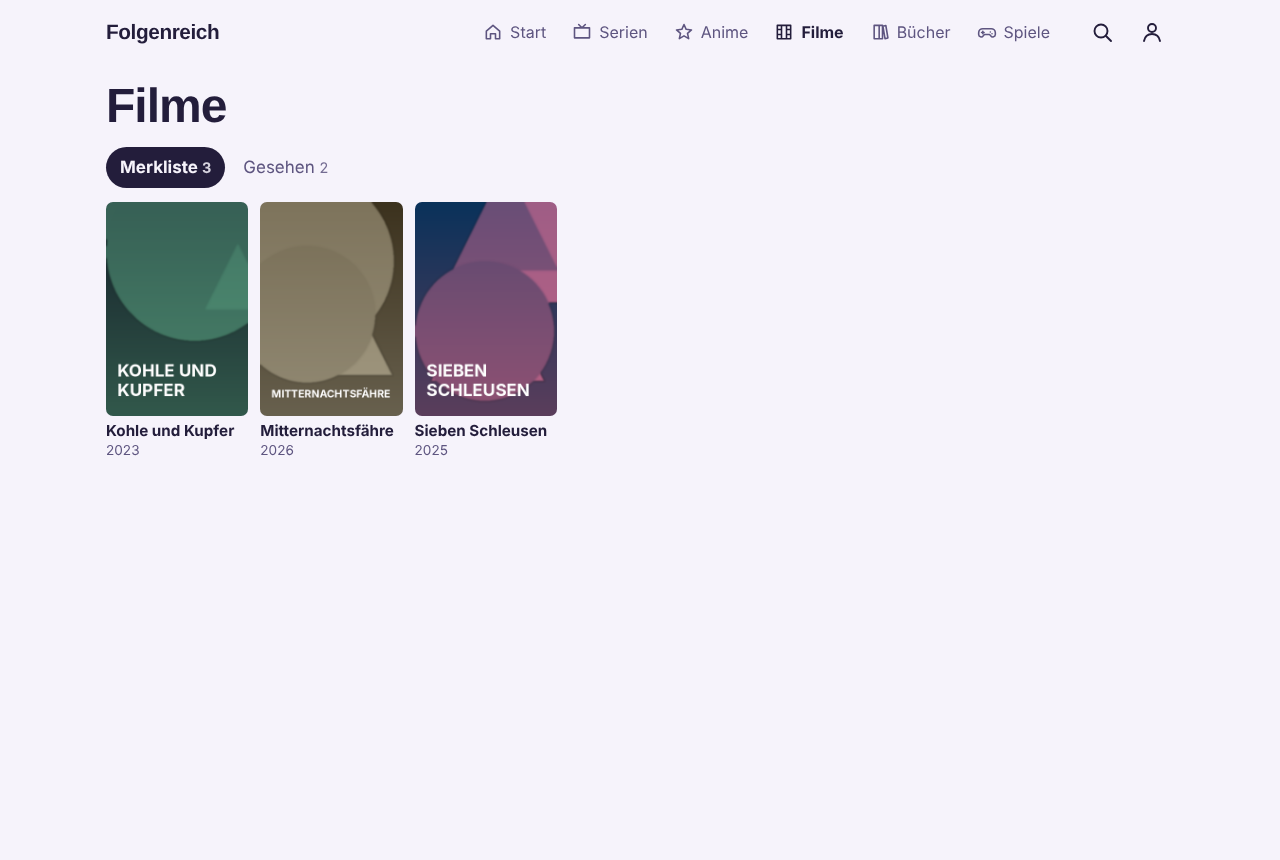 Folgenreich
Start
Serien
Anime
Filme
Bücher
Spiele
Filme
Merkliste 3
Gesehen 2
KOHLE UND
KUPFER
MITTERNACHTSFÄHRE
SIEBEN
SCHLEUSEN
Kohle und Kupfer
2023
Mitternachtsfähre
2026
Sieben Schleusen
2025